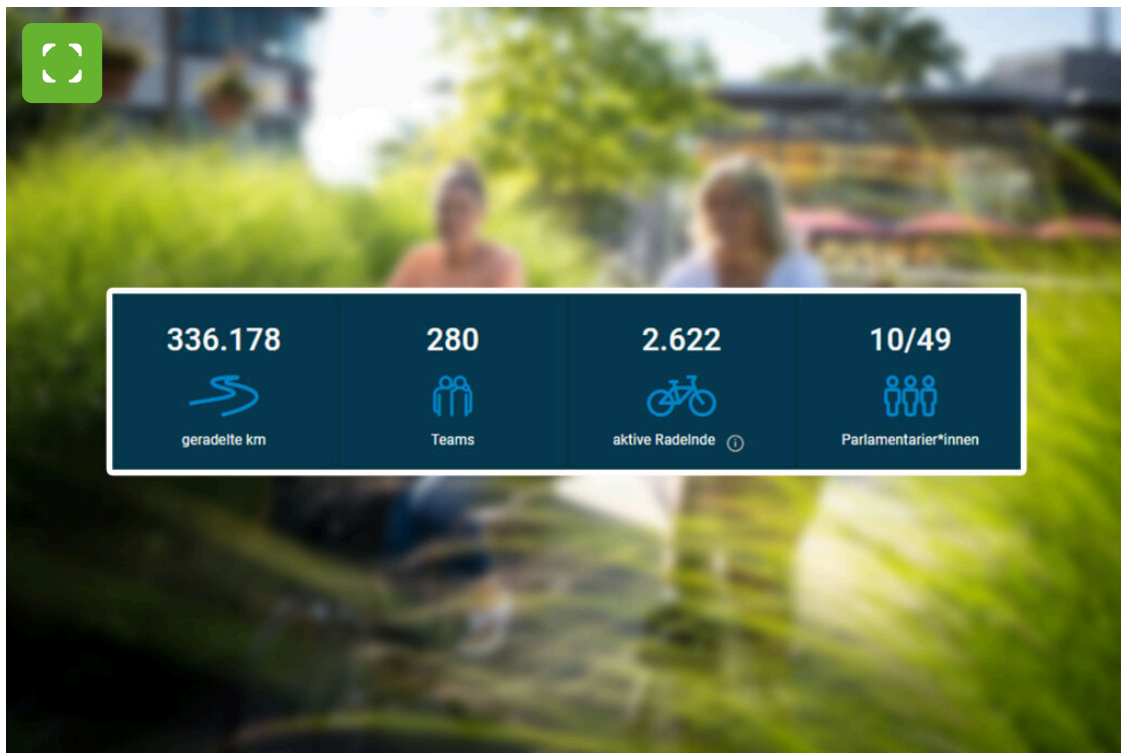 336.178
geradelte km
280
Teams
2.622
aktive Radelnde
10/49
Parlamentarier*innen